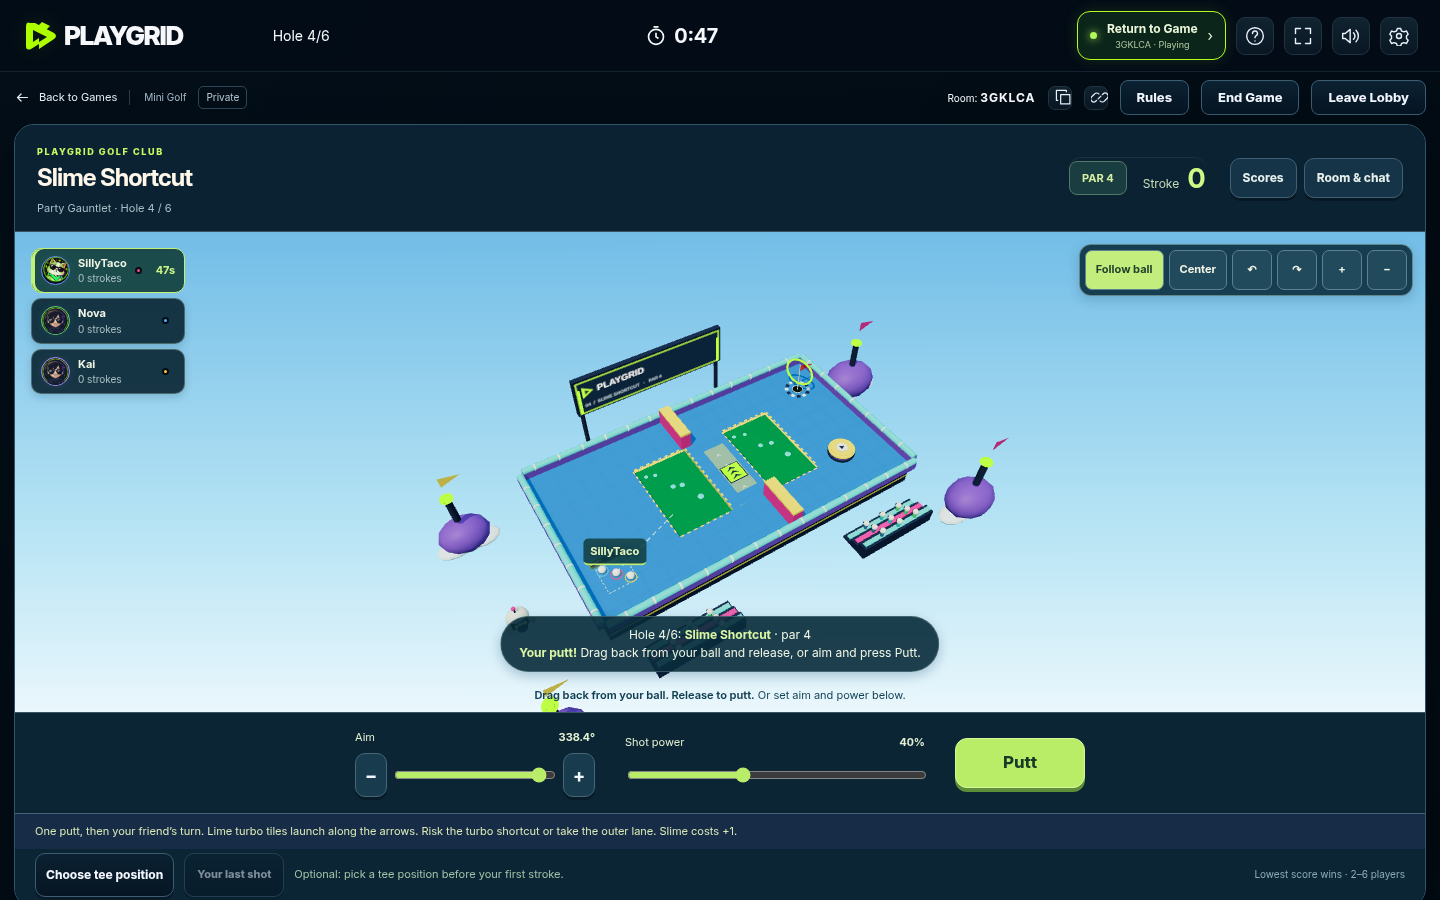 PLAYGRID
Hole 4/6
0:47
Return to Game
3GKLCA · Playing
Back to Games
Mini Golf
Private
Room: 3GKLCA
Rules
End Game
Leave Lobby
PLAYGRID GOLF CLUB
Slime Shortcut
Party Gauntlet · Hole 4 / 6
PAR 4
Stroke 0
Scores
Room & chat
SillyTaco
0 strokes
47s
Nova
0 strokes
Kai
0 strokes
Follow ball
Center
PLAYGRID
SLIME SHORTCUT · PAR 4
SillyTaco
Hole 4/6: Slime Shortcut · par 4
Your putt! Drag back from your ball and release, or aim and press Putt.
Drag back from your ball. Release to putt. Or set aim and power below.
Aim
338.4°
Shot power
40%
Putt
One putt, then your friend’s turn. Lime turbo tiles launch along the arrows. Risk the turbo shortcut or take the outer lane. Slime costs +1.
Choose tee position
Your last shot
Optional: pick a tee position before your first stroke.
Lowest score wins · 2–6 players